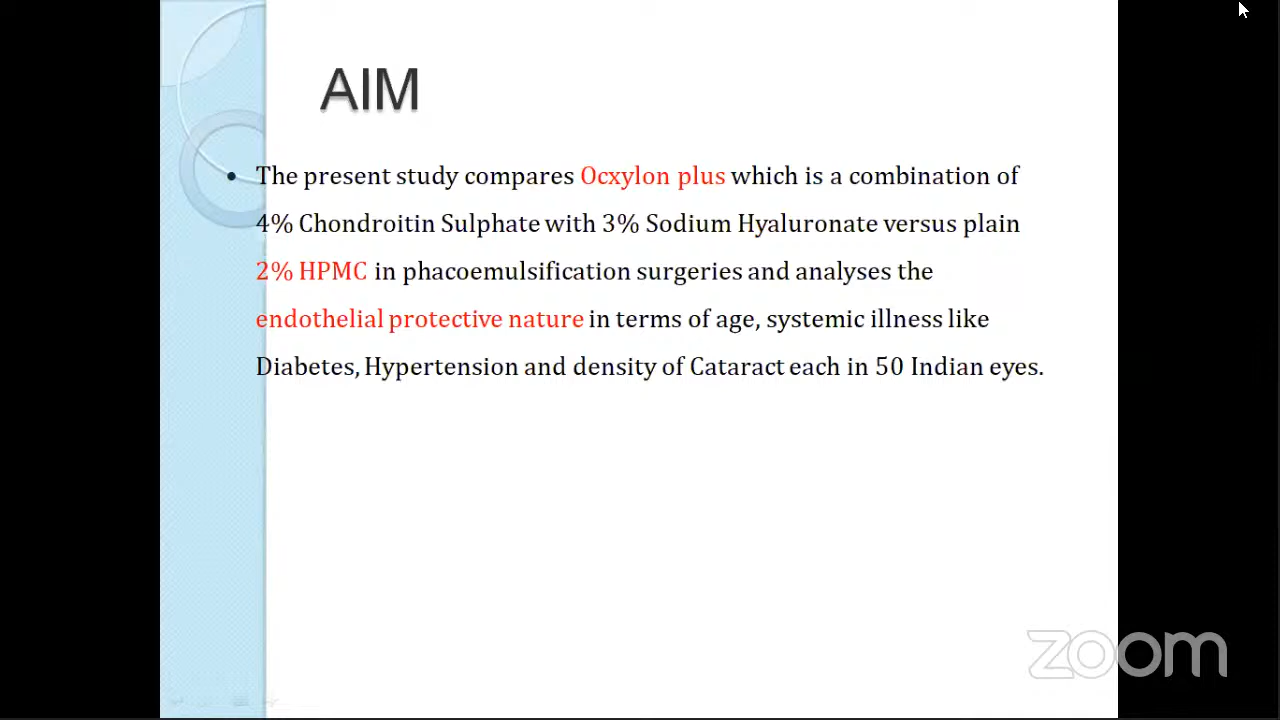 AIM
• The present study compares Ocxylon plus which is a combination of
4% Chondroitin Sulphate with 3% Sodium Hyaluronate versus plain
2% HPMC in phacoemulsification surgeries and analyses the
endothelial protective nature in terms of age, systemic illness like
Diabetes, Hypertension and density of Cataract each in 50 Indian eyes.
zoom